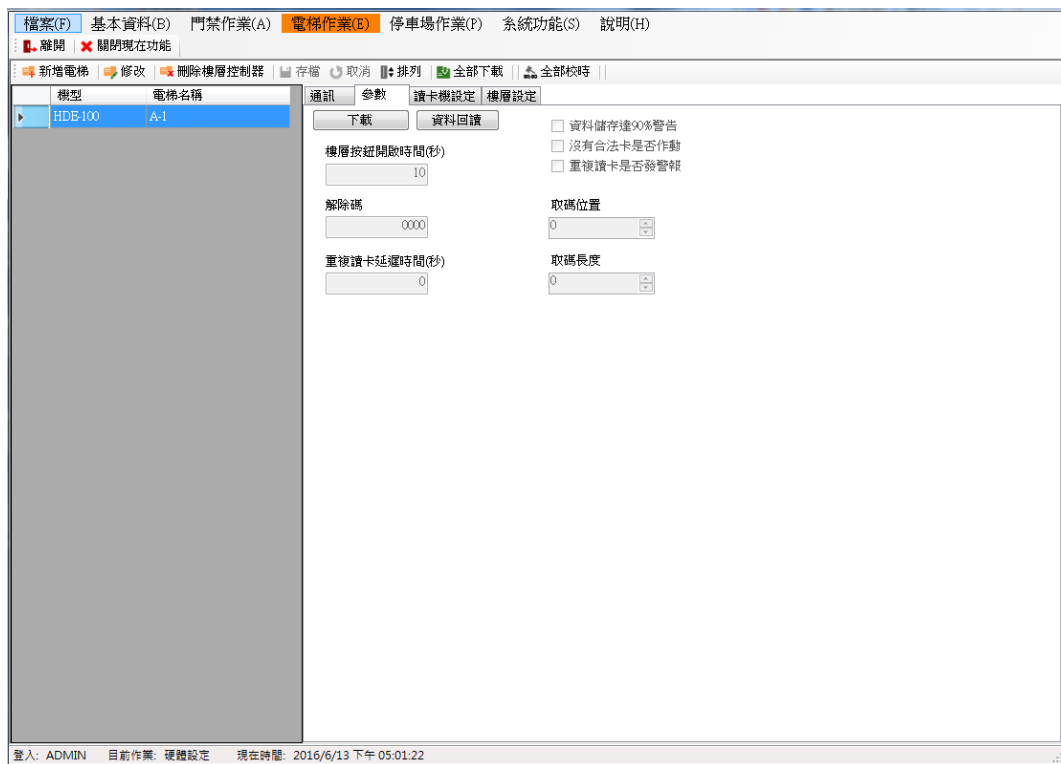 檔案(F) 基本資料(B) 門禁作業(A) 電梯作業(E) 停車場作業(P) 系統功能(S) 說明(H)
離開 關閉現在功能
新增電梯 修改 刪除樓層控制器 存檔 取消 排列 全部下載 全部校時
機型 電梯名稱
HDE-100 A-1
通訊 參數 讀卡機設定 樓層設定
下載 資料回讀
資料儲存達90%警告
沒有合法卡是否作動
重複讀卡是否發警報
樓層按鈕開啟時間(秒)
10
解除碼 取碼位置
0000 0
重複讀卡延遲時間(秒) 取碼長度
0 0
登入: ADMIN 目前作業: 硬體設定 現在時間: 2016/6/13 下午 05:01:22